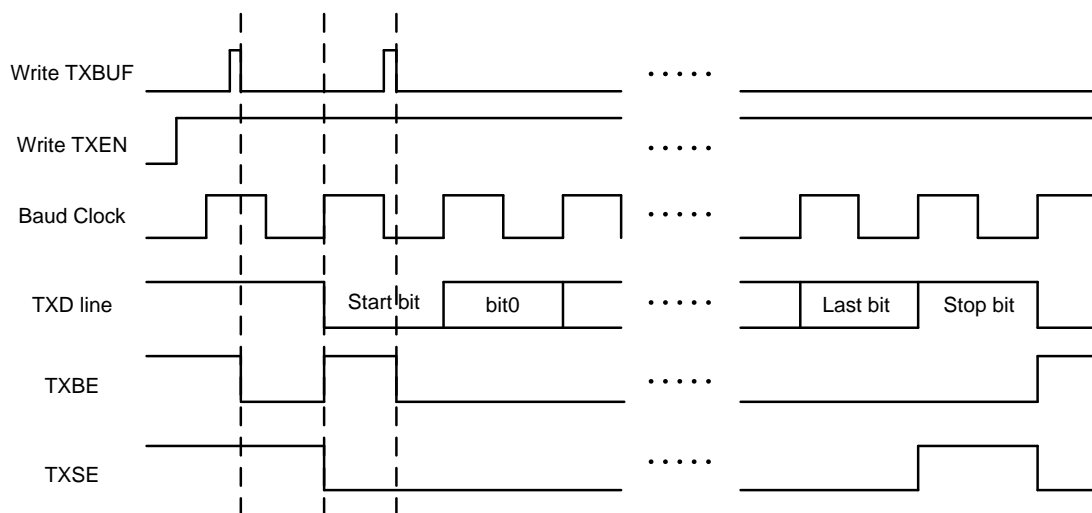 Write TXBUF
Write TXEN
Baud Clock
TXD line
Start bit
bit0
Last bit
Stop bit
TXBE
TXSE